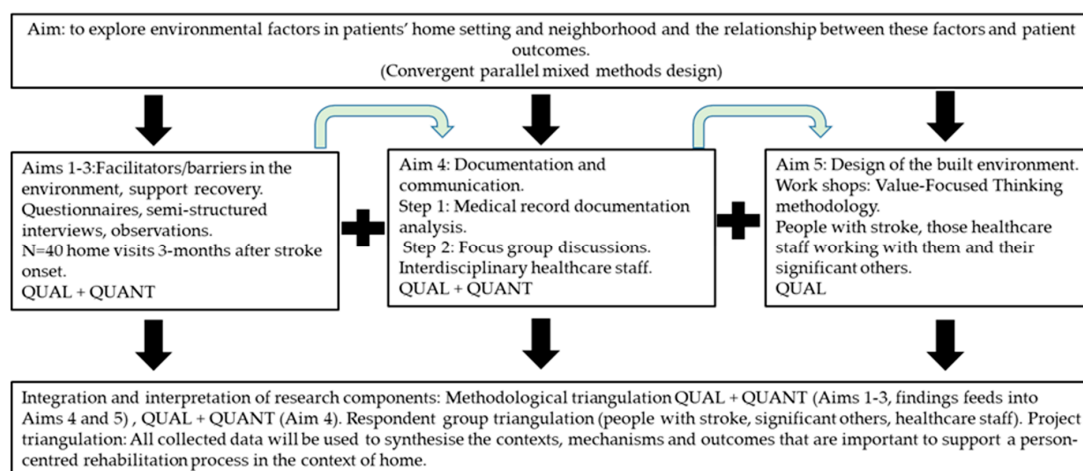 Aim: to explore environmental factors in patients' home setting and neighborhood and the relationship between these factors and patient
outcomes.
(Convergent parallel mixed methods design)
Aims 1-3:Facilitators/barriers in the
environment, support recovery.
Questionnaires, semi-structured
interviews, observations.
N=40 home visits 3-months after stroke
onset.
QUAL + QUANT
Aim 4: Documentation and
communication.
Step 1: Medical record documentation
analysis.
Step 2: Focus group discussions.
Interdisciplinary healthcare staff.
QUAL + QUANT
Aim 5: Design of the built environment.
Work shops: Value-Focused Thinking
methodology.
People with stroke, those healthcare
staff working with them and their
significant others.
QUAL
Integration and interpretation of research components: Methodological triangulation QUAL + QUANT (Aims 1-3, findings feeds into
Aims 4 and 5) , QUAL + QUANT (Aim 4). Respondent group triangulation (people with stroke, significant others, healthcare staff). Project
triangulation: All collected data will be used to synthesise the contexts, mechanisms and outcomes that are important to support a person-
centred rehabilitation process in the context of home.